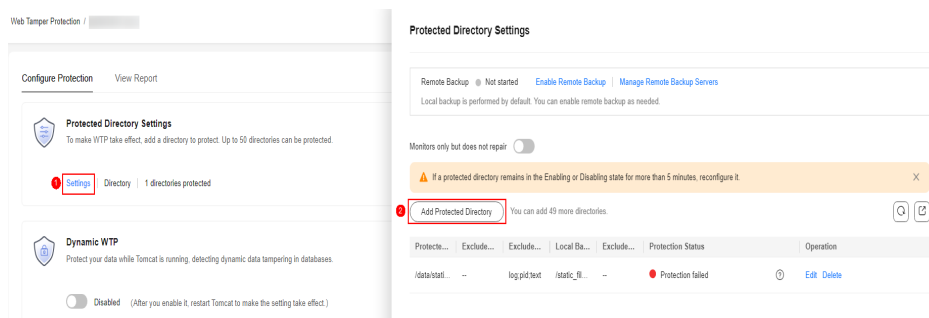 Web Tamper Protection /
Configure Protection View Report
Protected Directory Settings
To make WTP take effect, add a directory to protect. Up to 50 directories can be protected.
1 Settings Directory 1 directories protected
Dynamic WTP
Protect your data while Tomcat is running, detecting dynamic data tampering in databases.
Disabled (After you enable it, restart Tomcat to make the setting take effect.)
Protected Directory Settings
Remote Backup Not started Enable Remote Backup Manage Remote Backup Servers
Local backup is performed by default. You can enable remote backup as needed.
Monitors only but does not repair
If a protected directory remains in the Enabling or Disabling state for more than 5 minutes, reconfigure it.
2 Add Protected Directory You can add 49 more directories.
Protecte... Exclude... Exclude... Local Ba... Exclude... Protection Status Operation
/data/stati... -- log;pid;text /static_fil... -- Protection failed Edit Delete